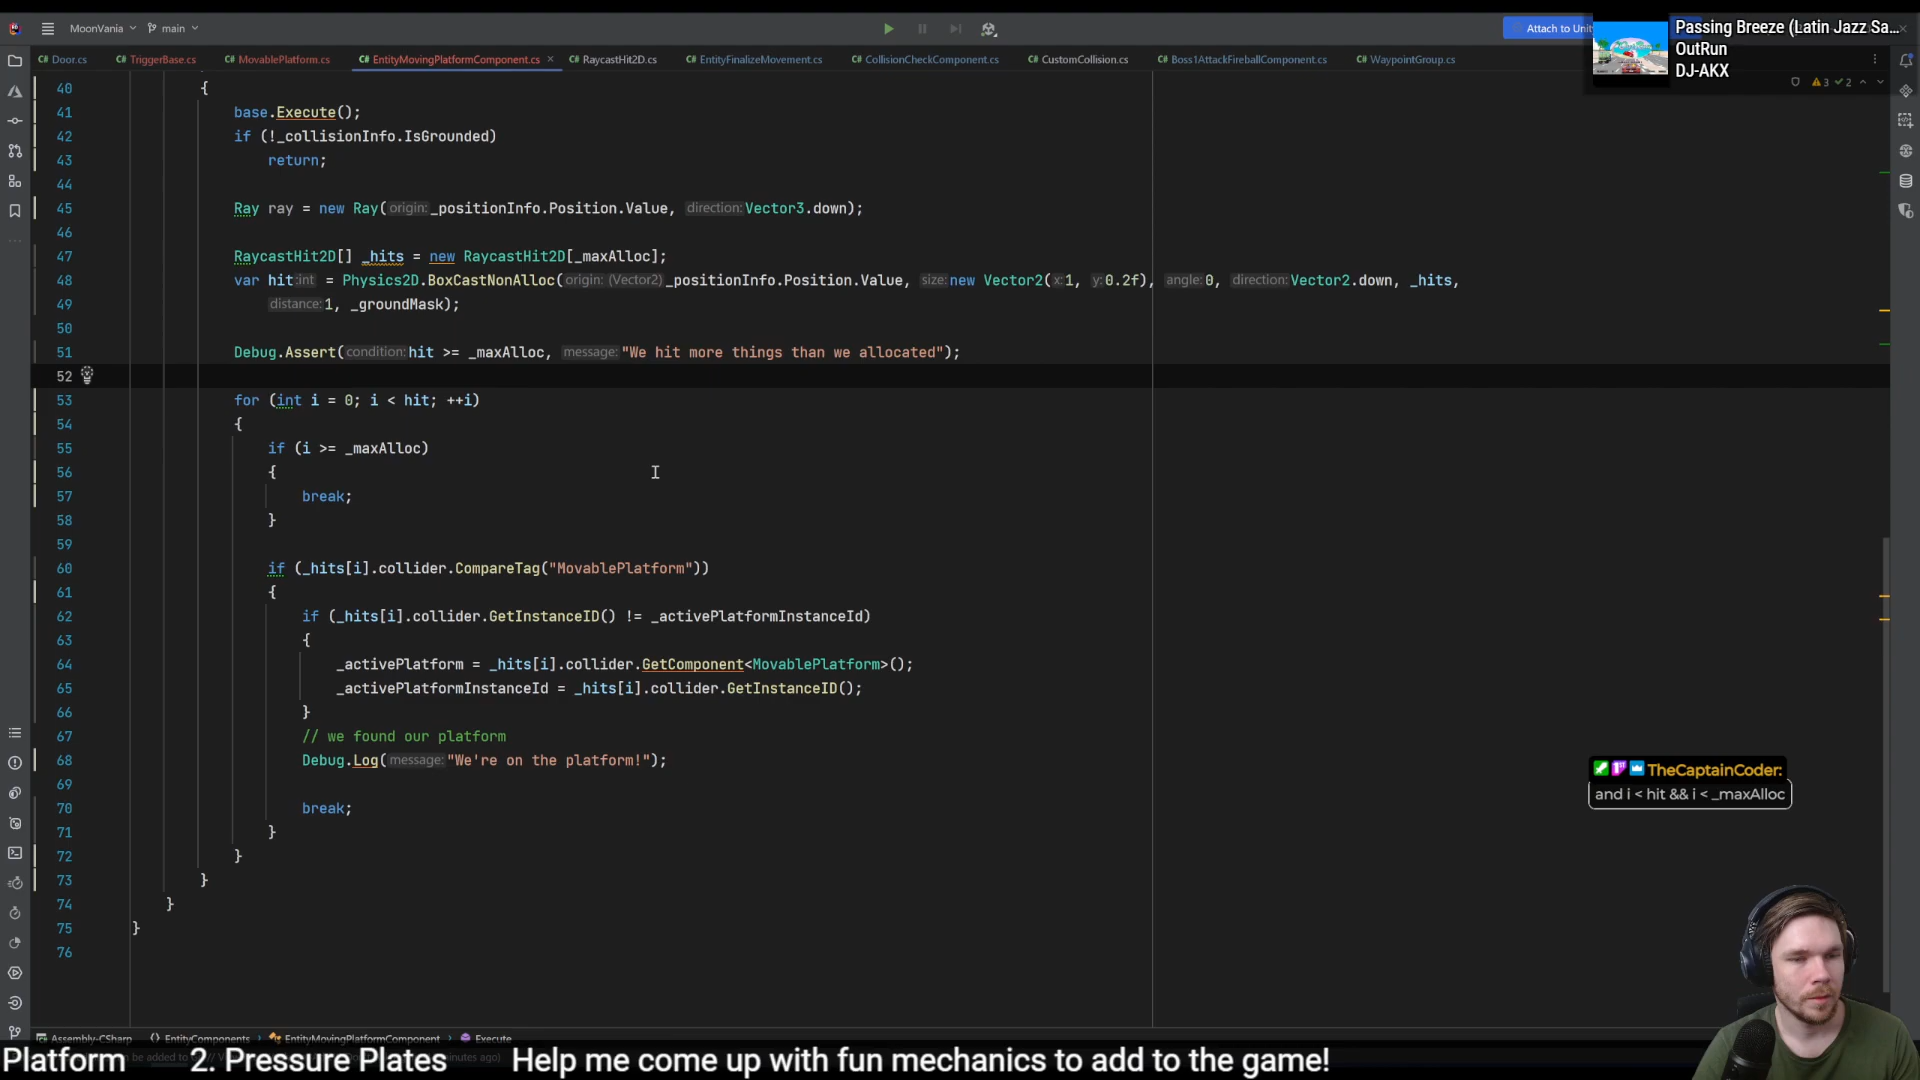 MoonVania
main
Attach to Unity
Passing Breeze (Latin Jazz Sa...
OutRun
DJ-AKX
Door.cs
TriggerBase.cs
MovablePlatform.cs
EntityMovingPlatformComponent.cs
RaycastHit2D.cs
EntityFinalizeMovement.cs
CollisionCheckComponent.cs
CustomCollision.cs
Boss1AttackFireballComponent.cs
WaypointGroup.cs
3 2
40 {
41 base.Execute();
42 if (!_collisionInfo.IsGrounded)
43 return;
44
45 Ray ray = new Ray(origin:_positionInfo.Position.Value, direction:Vector3.down);
46
47 RaycastHit2D[] _hits = new RaycastHit2D[_maxAlloc];
48 var hit:int = Physics2D.BoxCastNonAlloc(origin:(Vector2)_positionInfo.Position.Value, size:new Vector2(x:1, y:0.2f), angle:0, direction:Vector2.down, _hits,
49 distance:1, _groundMask);
50
51 Debug.Assert(condition:hit >= _maxAlloc, message:"We hit more things than we allocated");
52
53 for (int i = 0; i < hit; ++i)
54 {
55 if (i >= _maxAlloc)
56 {
57 break;
58 }
59
60 if (_hits[i].collider.CompareTag("MovablePlatform"))
61 {
62 if (_hits[i].collider.GetInstanceID() != _activePlatformInstanceId)
63 {
64 _activePlatform = _hits[i].collider.GetComponent<MovablePlatform>();
65 _activePlatformInstanceId = _hits[i].collider.GetInstanceID();
66 }
67 // we found our platform
68 Debug.Log(message:"We're on the platform!");
69
70 break;
71 }
72 }
73 }
74 }
75 }
76
TheCaptainCoder:
and i < hit && i < _maxAlloc
Assembly-CSharp EntityComponents EntityMovingPlatformComponent Execute
Platform 2. Pressure Plates Help me come up with fun mechanics to add to the game!